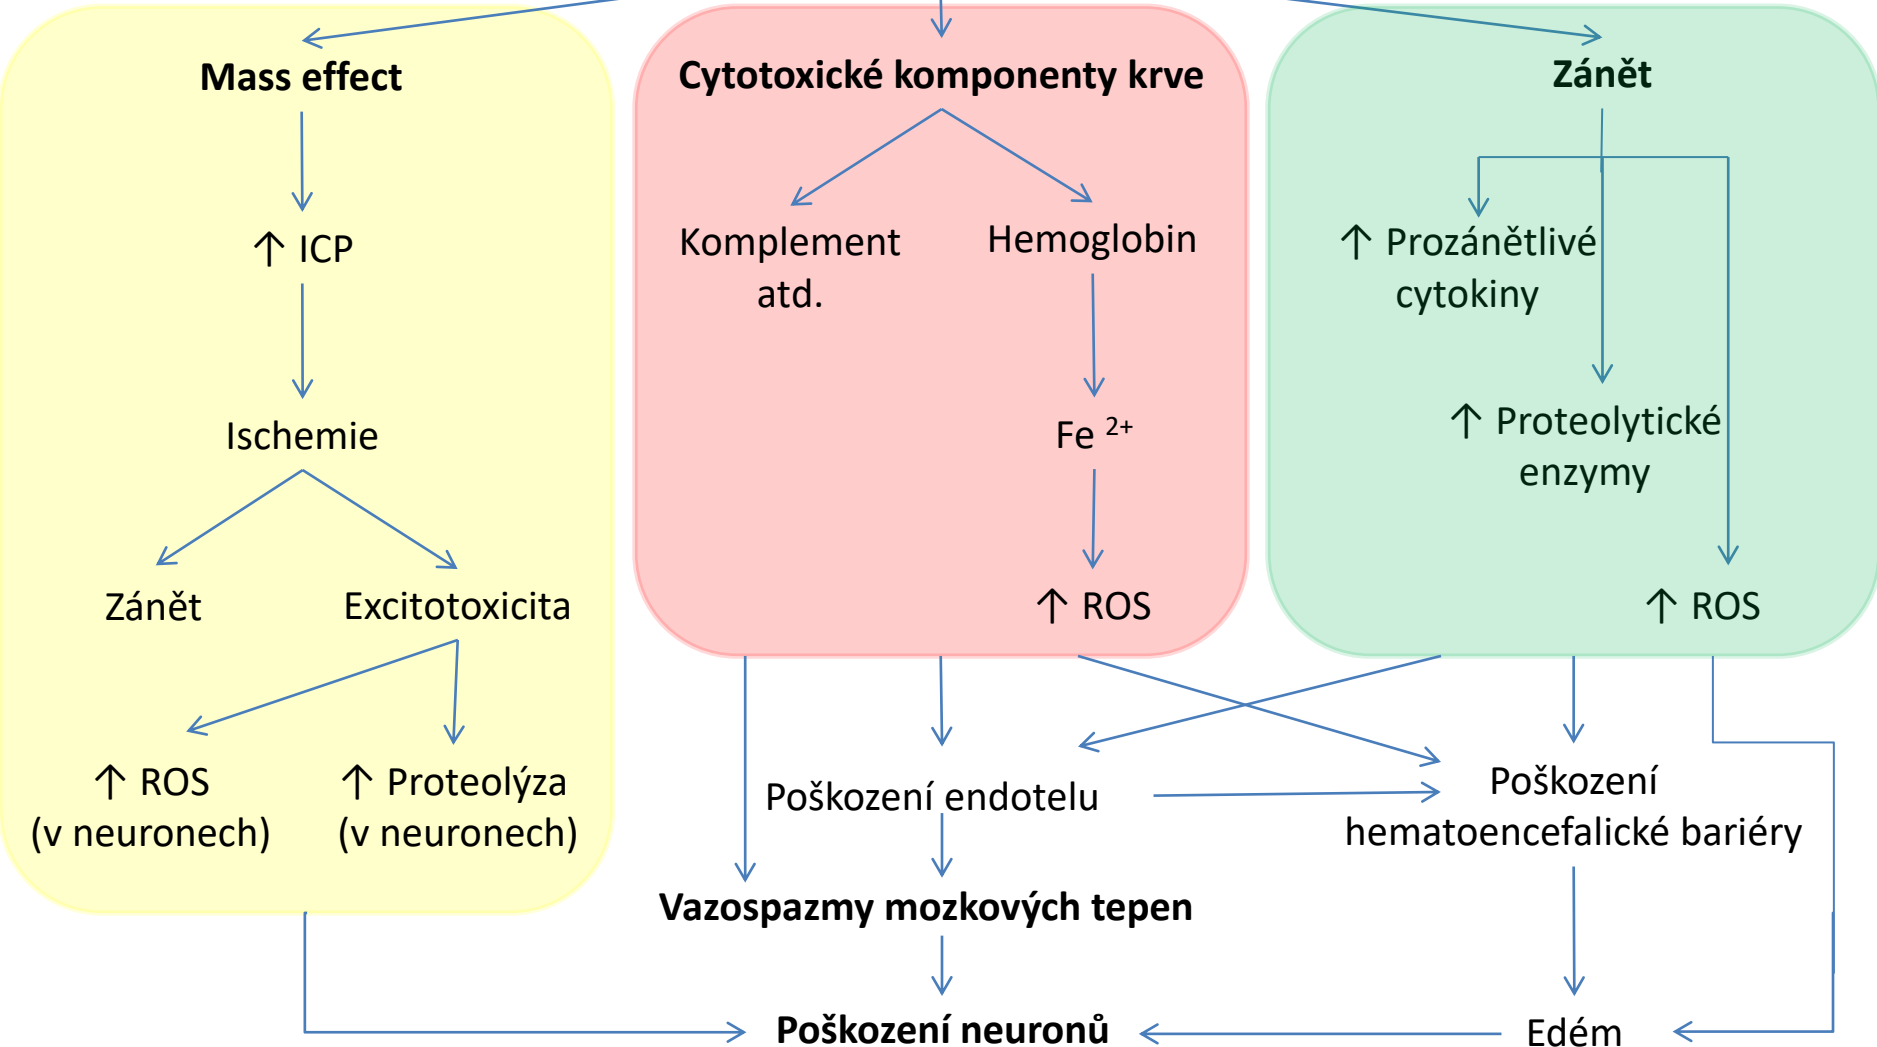 Mass effect
↑ ICP
Ischemie
Zánět
Excitotoxicita
↑ ROS
(v neuronech)
↑ Proteolýza
(v neuronech)
Cytotoxické komponenty krve
Komplement
atd.
Hemoglobin
Fe ²⁺
↑ ROS
Zánět
↑ Prozánětlivé
cytokiny
↑ Proteolytické
enzymy
↑ ROS
Poškození endotelu
Poškození
hematoencefalické bariéry
Vazospazmy mozkových tepen
Poškození neuronů
Edém